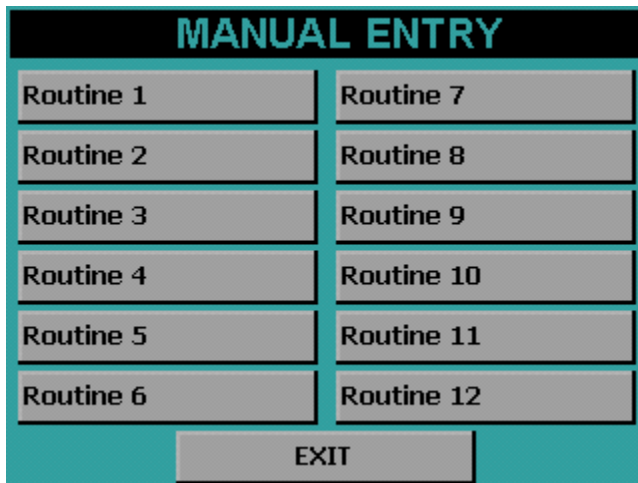 MANUAL ENTRY
Routine 1
Routine 2
Routine 3
Routine 4
Routine 5
Routine 6
Routine 7
Routine 8
Routine 9
Routine 10
Routine 11
Routine 12
EXIT